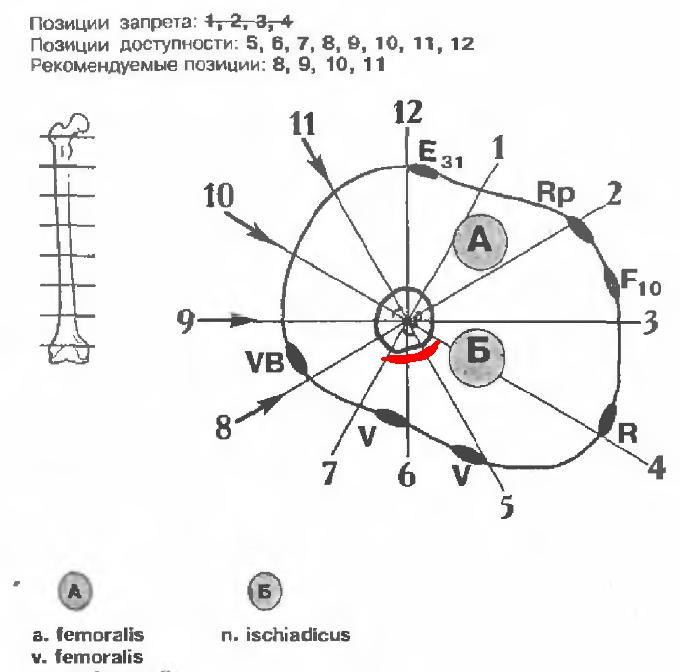 Позиции запрета: 1, 2, 3, 4
Позиции доступности: 5, 6, 7, 8, 9, 10, 11, 12
Рекомендуемые позиции: 8, 9, 10, 11
12
11
E31
1
10
Rp
2
А
F10
9
3
VB
Б
8
V
R
7
6
V
5
4
А
Б
a. femoralis
n. ischiadicus
v. femoralis